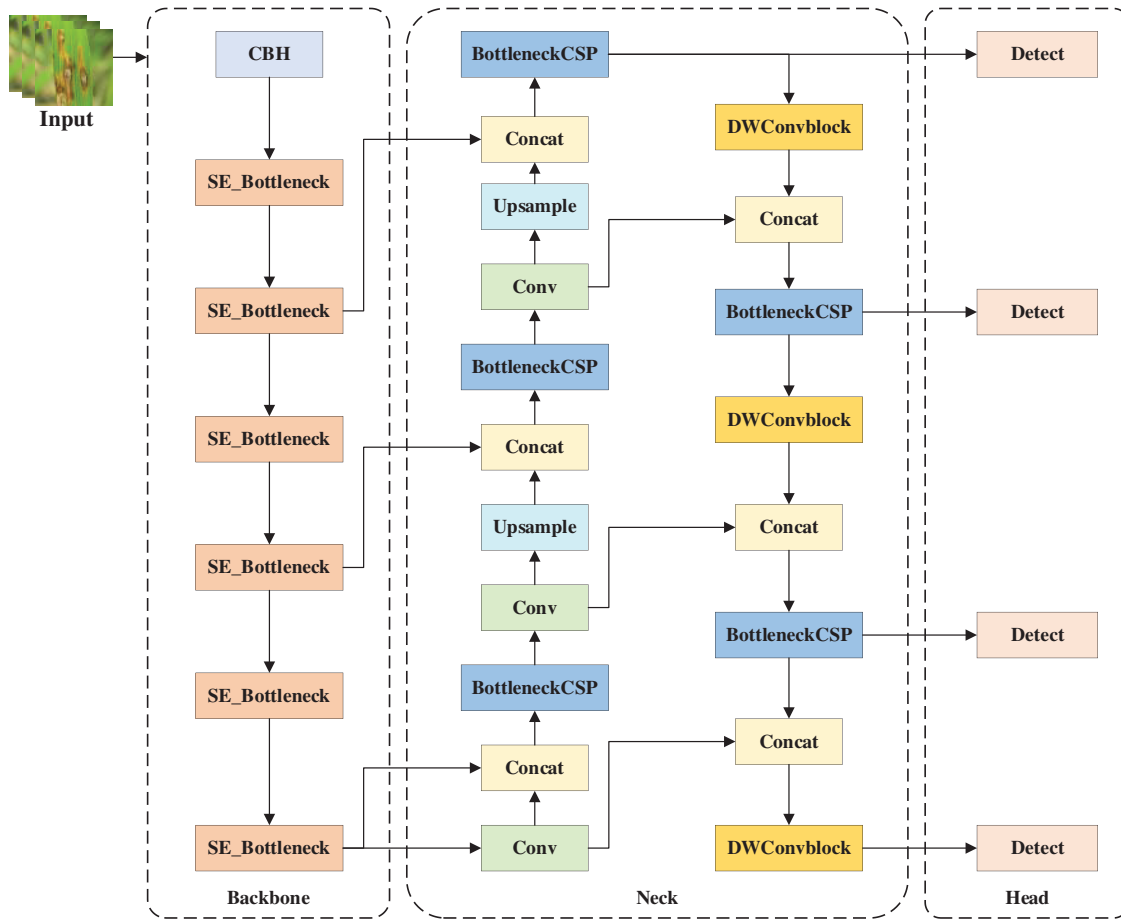 Input
CBH
SE_Bottleneck
SE_Bottleneck
SE_Bottleneck
SE_Bottleneck
SE_Bottleneck
SE_Bottleneck
Backbone
BottleneckCSP
Concat
Upsample
Conv
BottleneckCSP
Concat
Upsample
Conv
BottleneckCSP
Concat
Conv
DWConvblock
Concat
BottleneckCSP
DWConvblock
Concat
BottleneckCSP
Concat
DWConvblock
Neck
Detect
Detect
Detect
Detect
Head